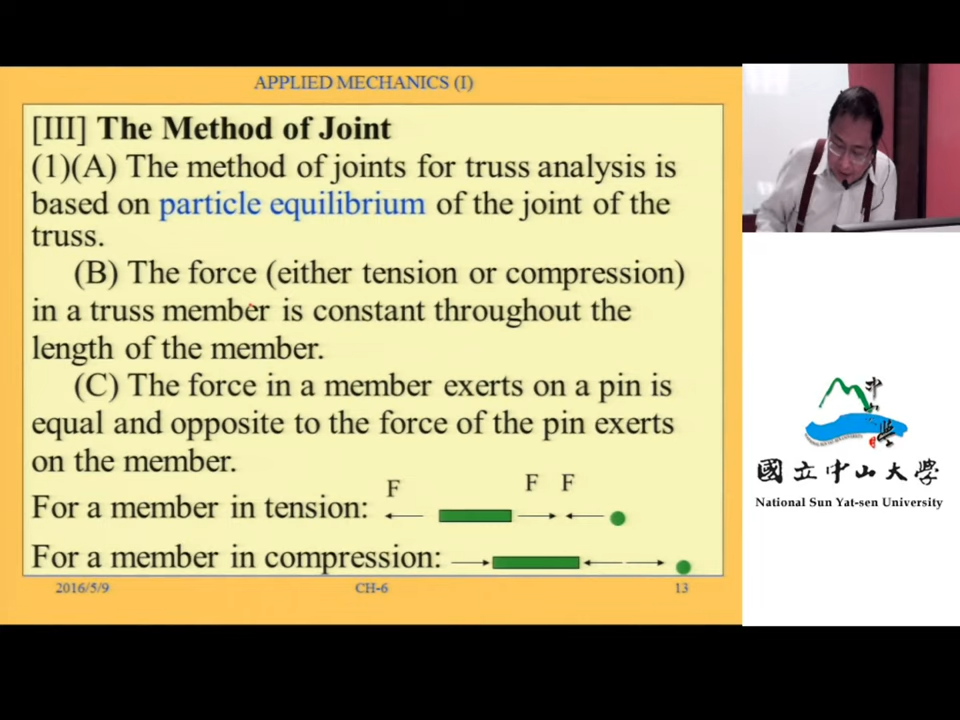 APPLIED MECHANICS (I)
[III] The Method of Joint
(1)(A) The method of joints for truss analysis is
based on particle equilibrium of the joint of the
truss.
(B) The force (either tension or compression)
in a truss member is constant throughout the
length of the member.
(C) The force in a member exerts on a pin is
equal and opposite to the force of the pin exerts
on the member.
F F F
For a member in tension:
For a member in compression:
2016/5/9 CH-6 13
國立中山大學
National Sun Yat-sen University